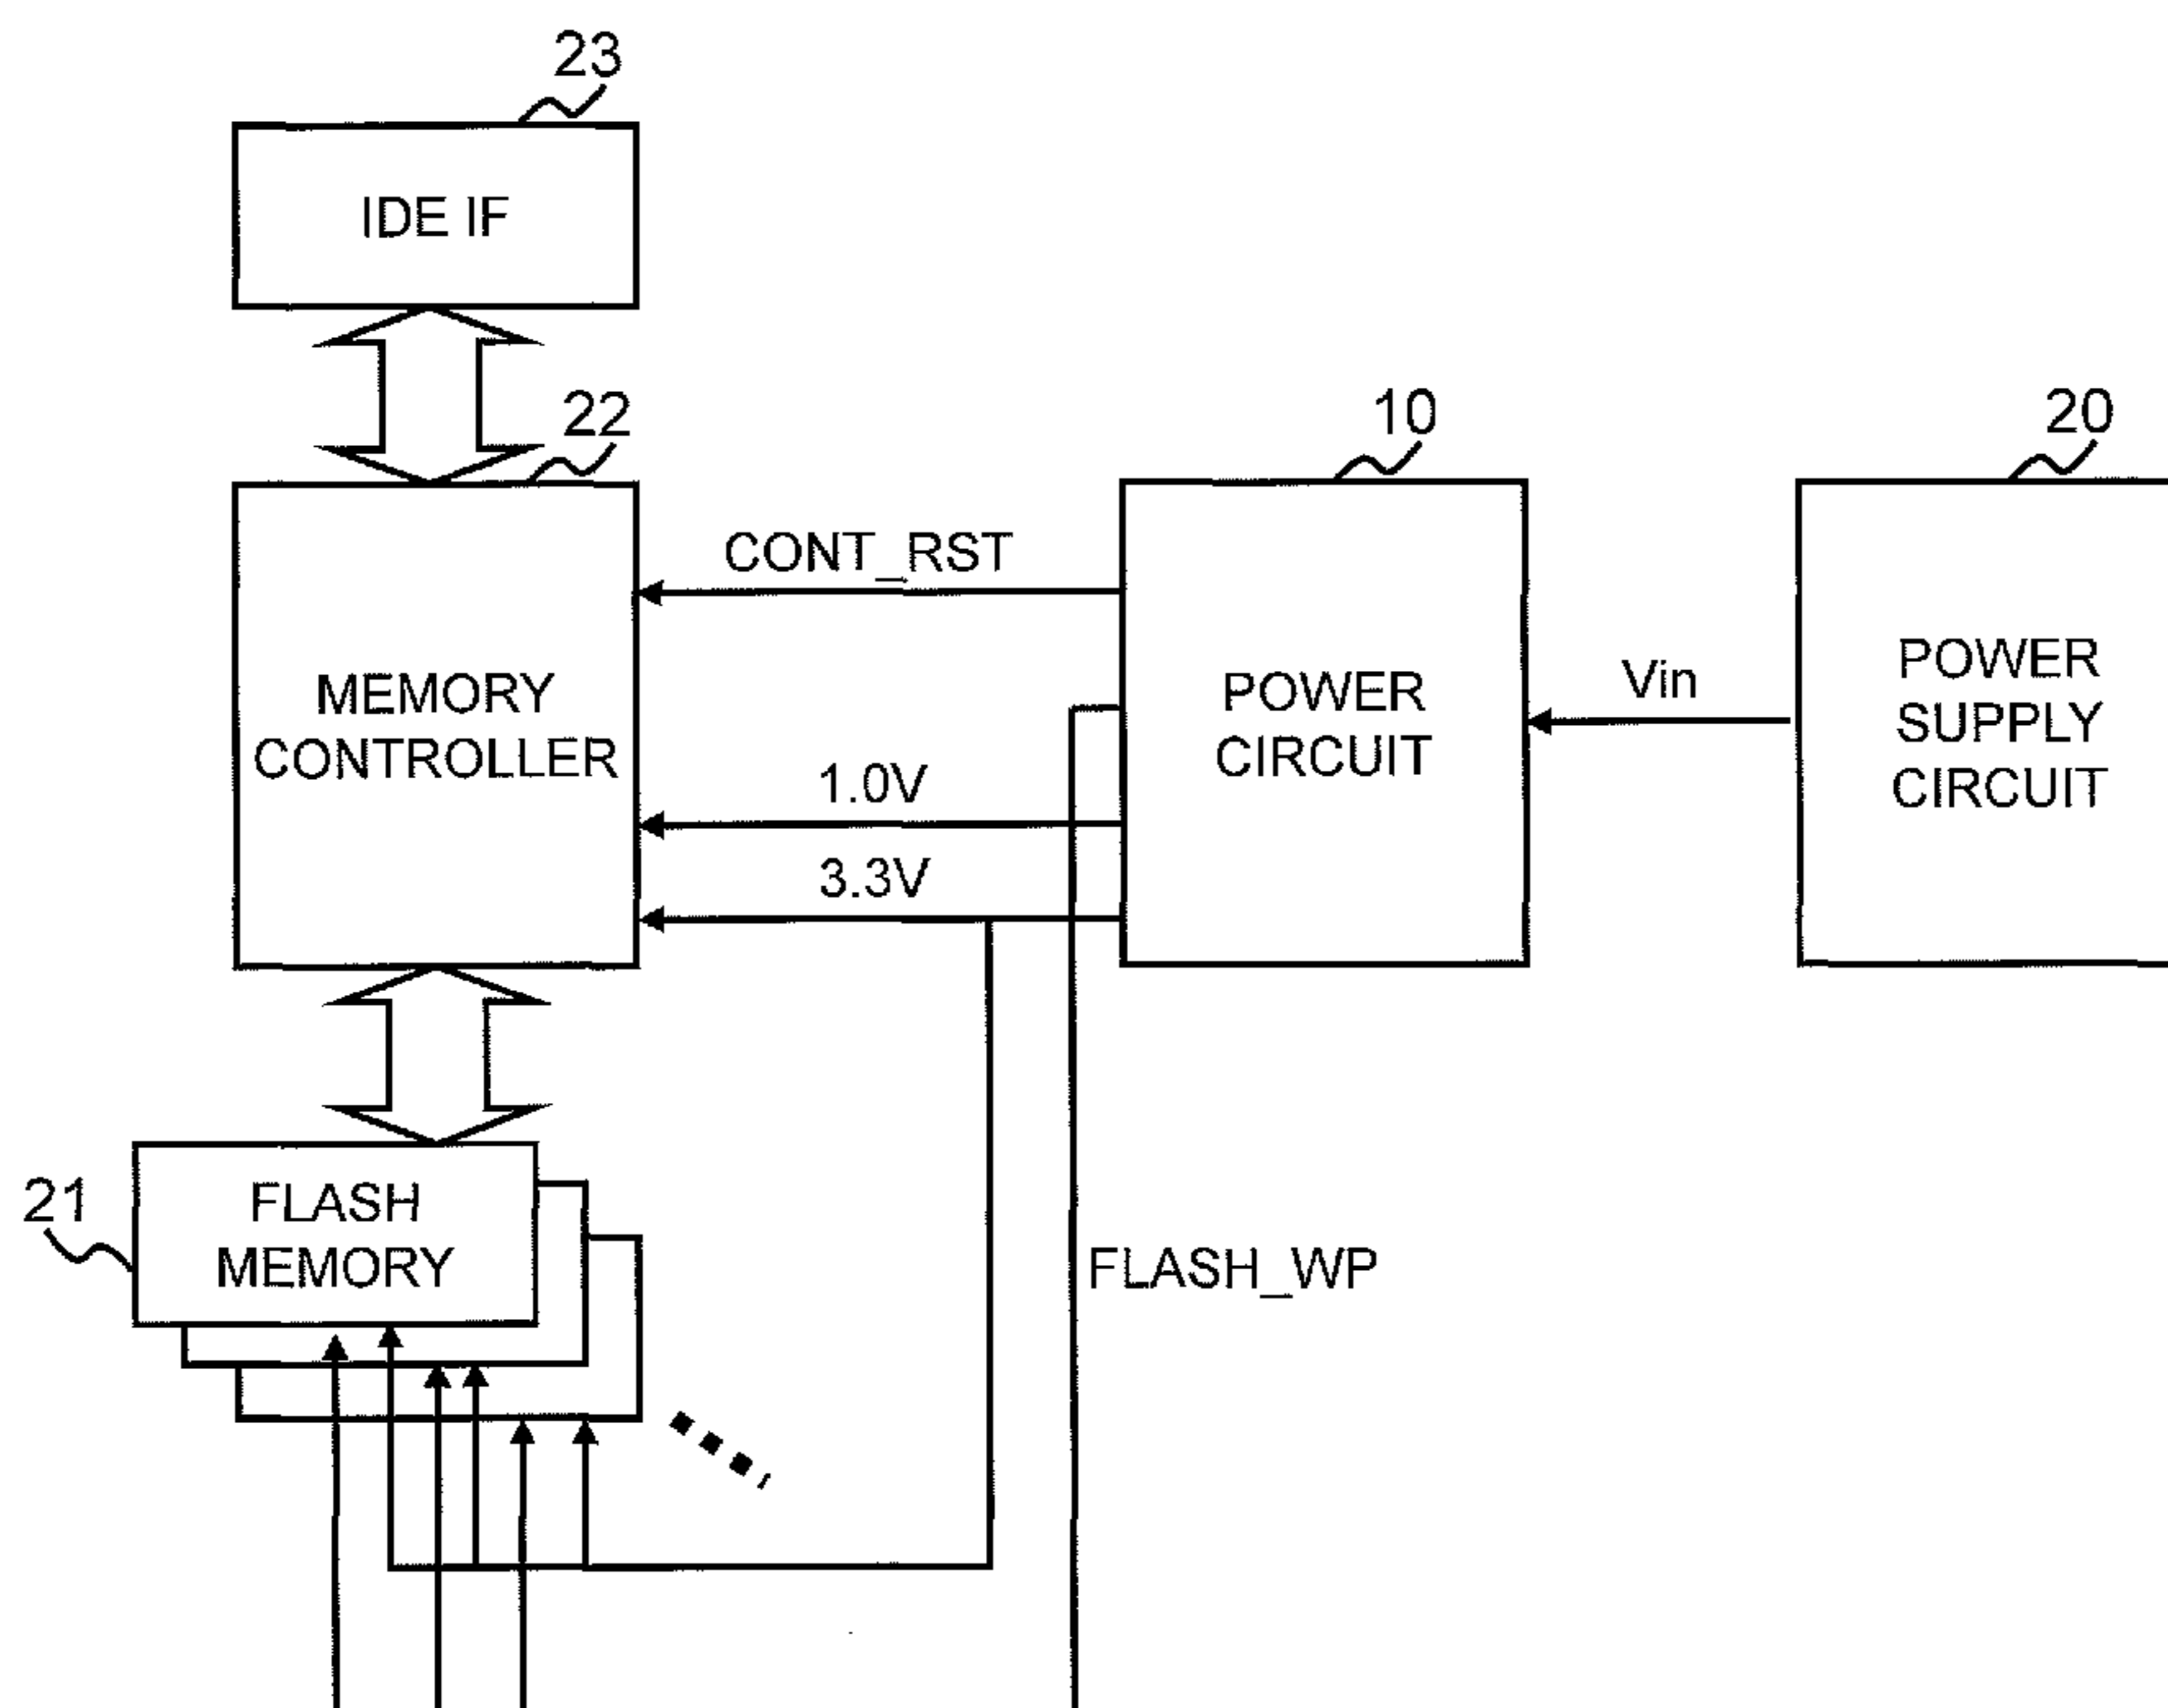 23
IDE IF
22
10
20
CONT_RST
MEMORY
CONTROLLER
POWER
CIRCUIT
Vin
POWER
SUPPLY
CIRCUIT
1.0V
3.3V
21
FLASH
MEMORY
FLASH_WP